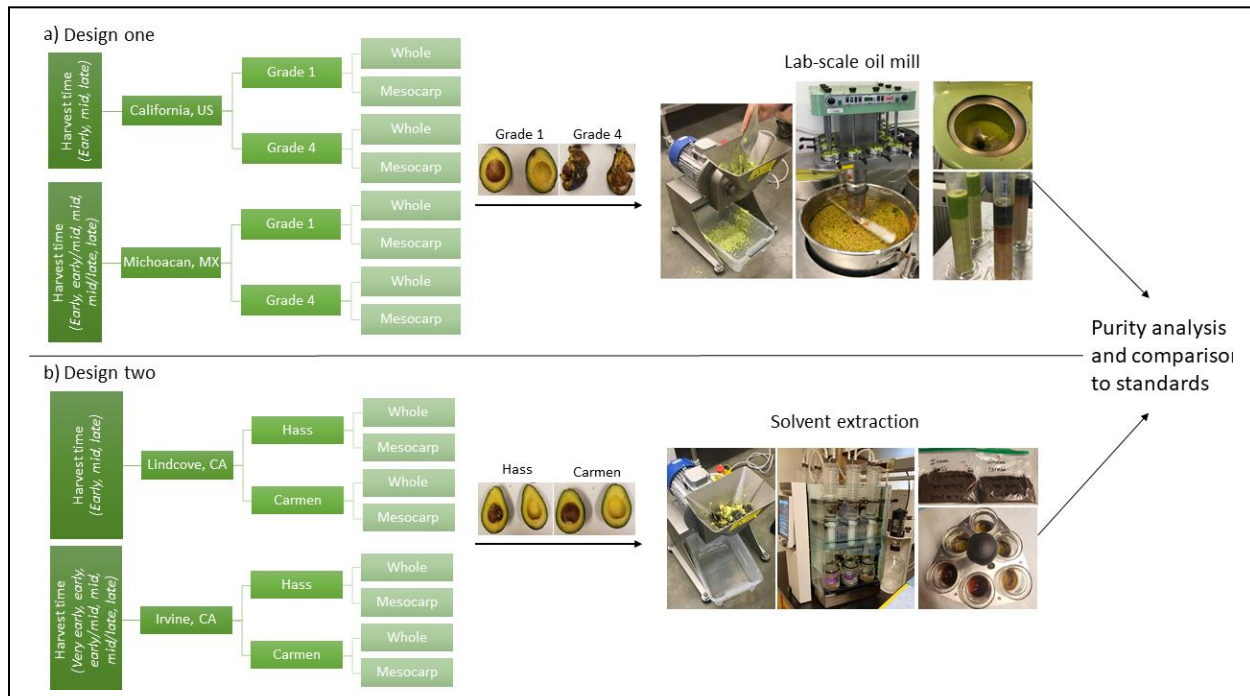 a) Design one
Harvest time
(Early, mid, late)
California, US
Grade 1
Whole
Mesocarp
Grade 4
Whole
Mesocarp
Harvest time
(Early, early/mid, mid,
mid/late, late)
Michoacan, MX
Grade 1
Whole
Mesocarp
Grade 4
Whole
Mesocarp
Grade 1
Grade 4
Lab-scale oil mill
b) Design two
Harvest time
(Early, mid, late)
Lindcove, CA
Hass
Whole
Mesocarp
Carmen
Whole
Mesocarp
Harvest time
(Very early, early,
early/mid, mid,
mid/late, late)
Irvine, CA
Hass
Whole
Mesocarp
Carmen
Whole
Mesocarp
Hass
Carmen
Solvent extraction
Purity analysis
and comparison
to standards